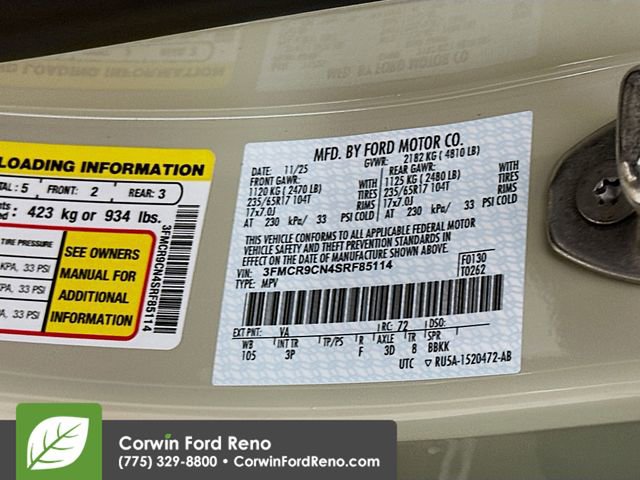 LOADING INFORMATION
TOTAL: 5 FRONT: 2 REAR: 3
423 kg or 934 lbs.
TIRE PRESSURE
KPA, 33 PSI
KPA, 33 PSI
KPA, 33 PSI
SEE OWNERS
MANUAL FOR
ADDITIONAL
INFORMATION
3FMCR9CN4SRF85114
MFD. BY FORD MOTOR CO.
DATE: 11/25 GVWR: 2182 KG ( 4810 LB)
FRONT GAWR: REAR GAWR:
1120 KG ( 2470 LB) 1125 KG ( 2480 LB)
235/65R17 104T TIRES 235/65R17 104T TIRES
17x7.0J RIMS 17x7.0J RIMS
AT 230 kPa/ 33 PSI COLD AT 230 kPa/ 33 PSI COLD
THIS VEHICLE CONFORMS TO ALL APPLICABLE FEDERAL MOTOR
VEHICLE SAFETY AND THEFT PREVENTION STANDARDS IN
EFFECT ON THE DATE OF MANUFACTURE SHOWN ABOVE.
VIN: 3FMCR9CN4SRF85114 F0130
TYPE: MPV T0262
EXT PNT: VA RC: 72 DSO:
WB INT TR TP/PS R AXLE TR SPR
105 3P F 3D 8 BBKK
UTC RU5A-1520472-AB
Corwin Ford Reno
(775) 329-8800 • CorwinFordReno.com